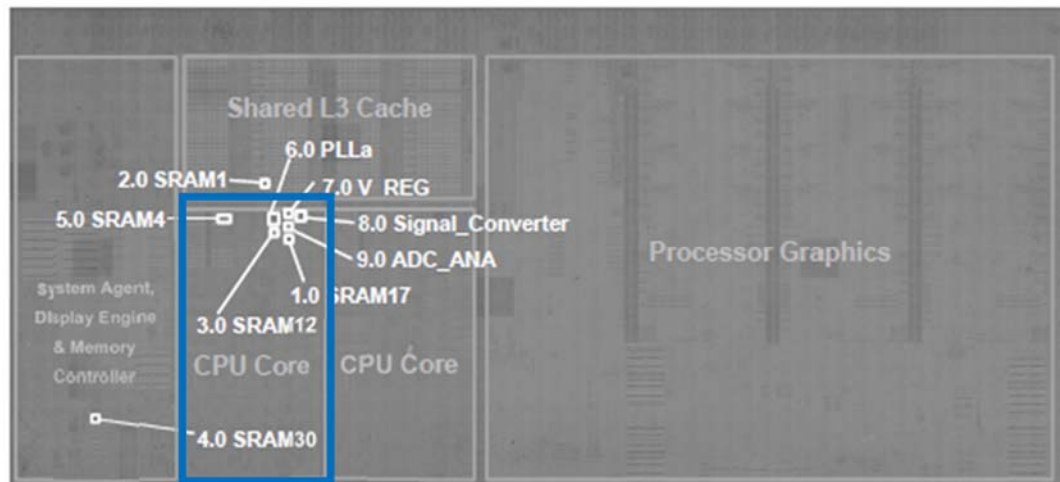 Shared L3 Cache
6.0 PLLa
2.0 SRAM1
7.0 V_REG
5.0 SRAM4
8.0 Signal_Converter
9.0 ADC_ANA
Processor Graphics
System Agent,
Display Engine
& Memory
Controller
1.0 SRAM17
3.0 SRAM12
CPU Core
CPU Core
4.0 SRAM30